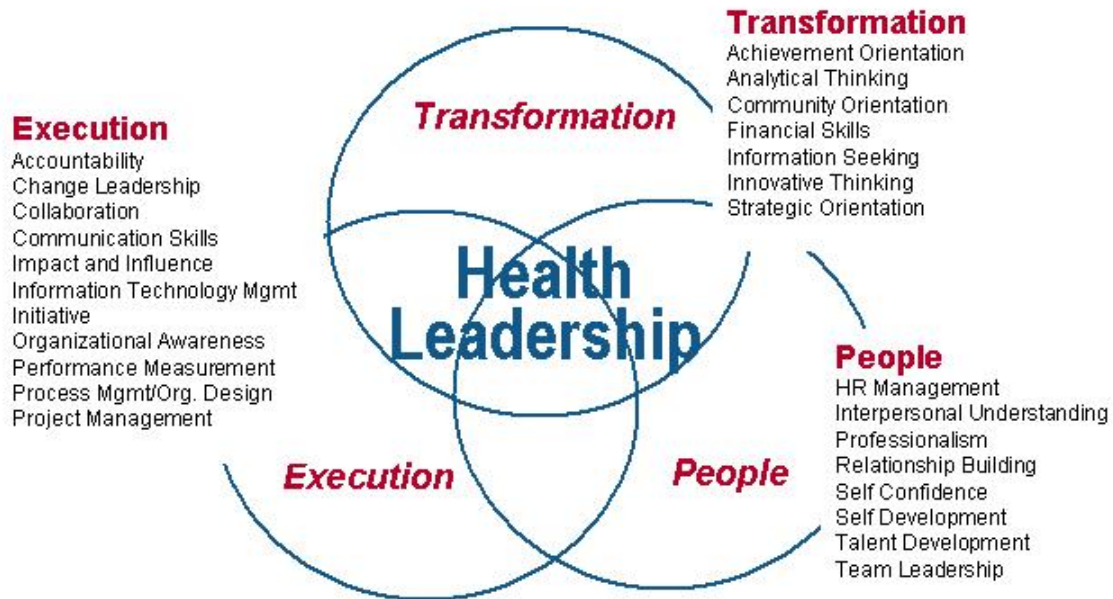 Transformation
Achievement Orientation
Analytical Thinking
Community Orientation
Financial Skills
Information Seeking
Innovative Thinking
Strategic Orientation
Transformation
Execution
Accountability
Change Leadership
Collaboration
Communication Skills
Impact and Influence
Information Technology Mgmt
Initiative
Organizational Awareness
Performance Measurement
Process Mgmt/Org. Design
Project Management
Health
Leadership
People
HR Management
Interpersonal Understanding
Professionalism
Relationship Building
Self Confidence
Self Development
Talent Development
Team Leadership
Execution
People